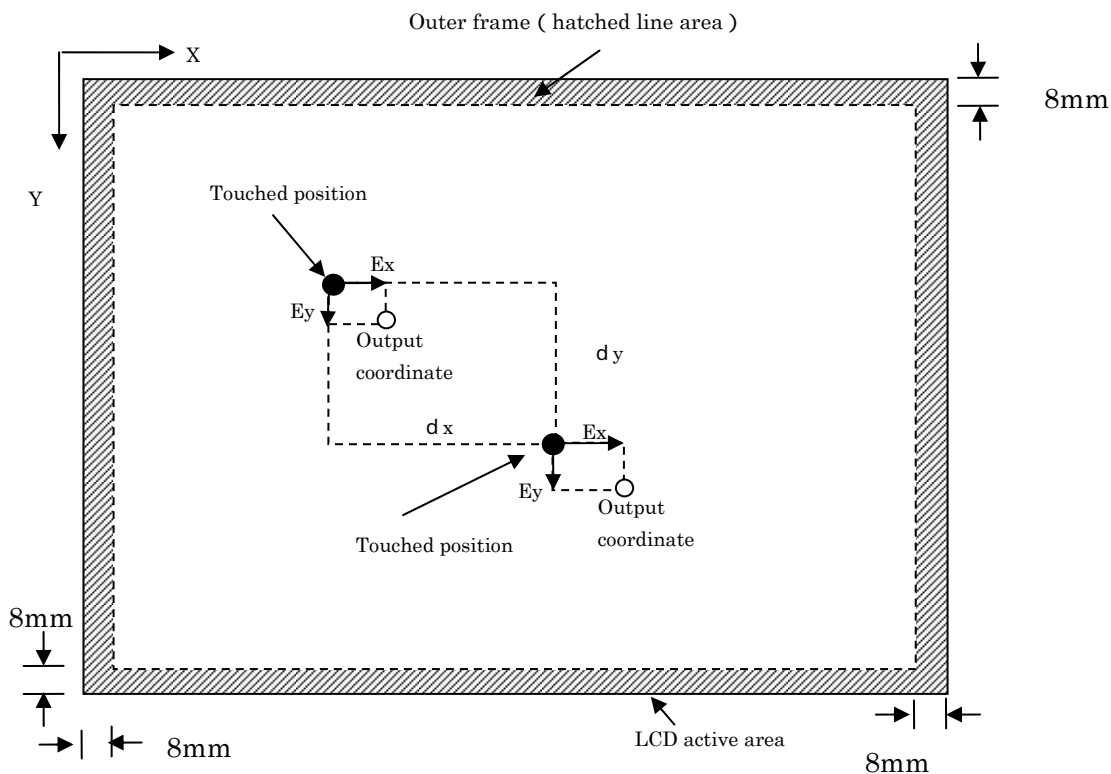 Outer frame ( hatched line area )
X
8mm
Y
Touched position
Ex
Ey
Output
coordinate
d y
d x
Ex
Ey
Output
coordinate
Touched position
8mm
LCD active area
8mm
8mm